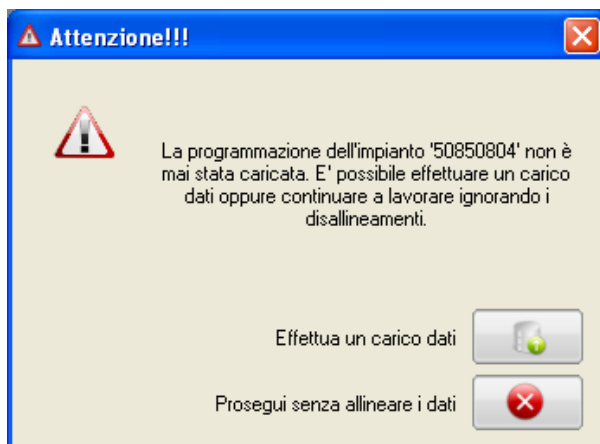 Attenzione!!!
La programmazione dell'impianto '50850804' non è
mai stata caricata. E' possibile effettuare un carico
dati oppure continuare a lavorare ignorando i
disallineamenti.
Effettua un carico dati
Prosegui senza allineare i dati